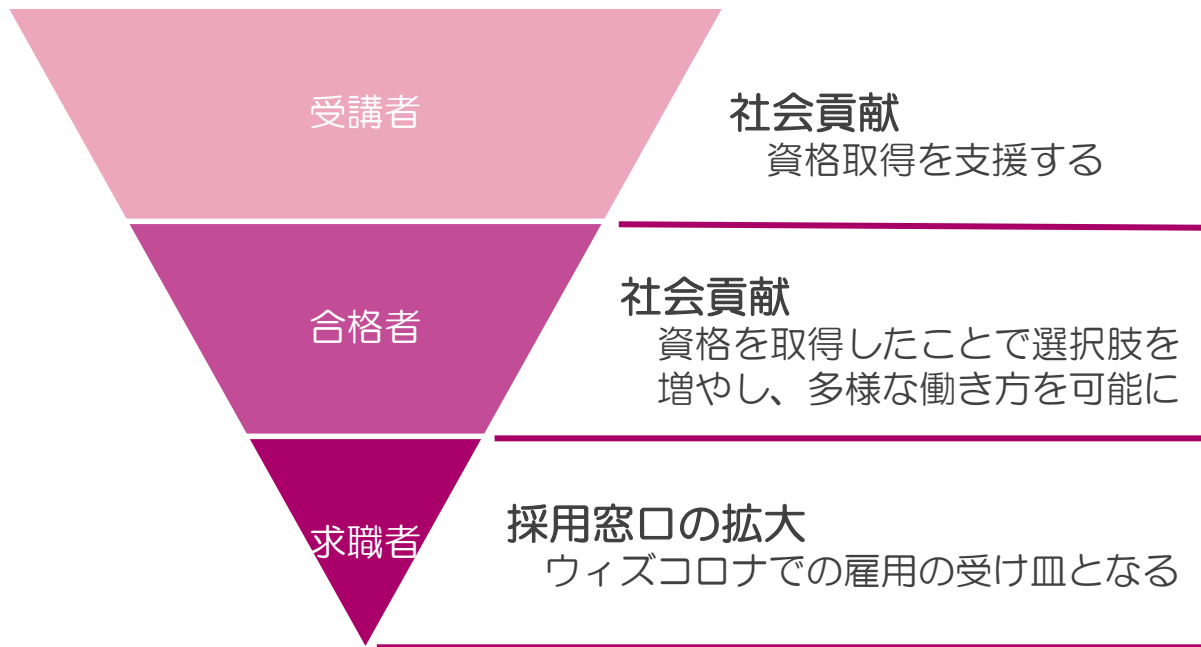 受講者
社会貢献
資格取得を支援する
合格者
社会貢献
資格を取得したことで選択肢を
増やし、多様な働き方を可能に
求職者
採用窓口の拡大
ウィズコロナでの雇用の受け皿となる